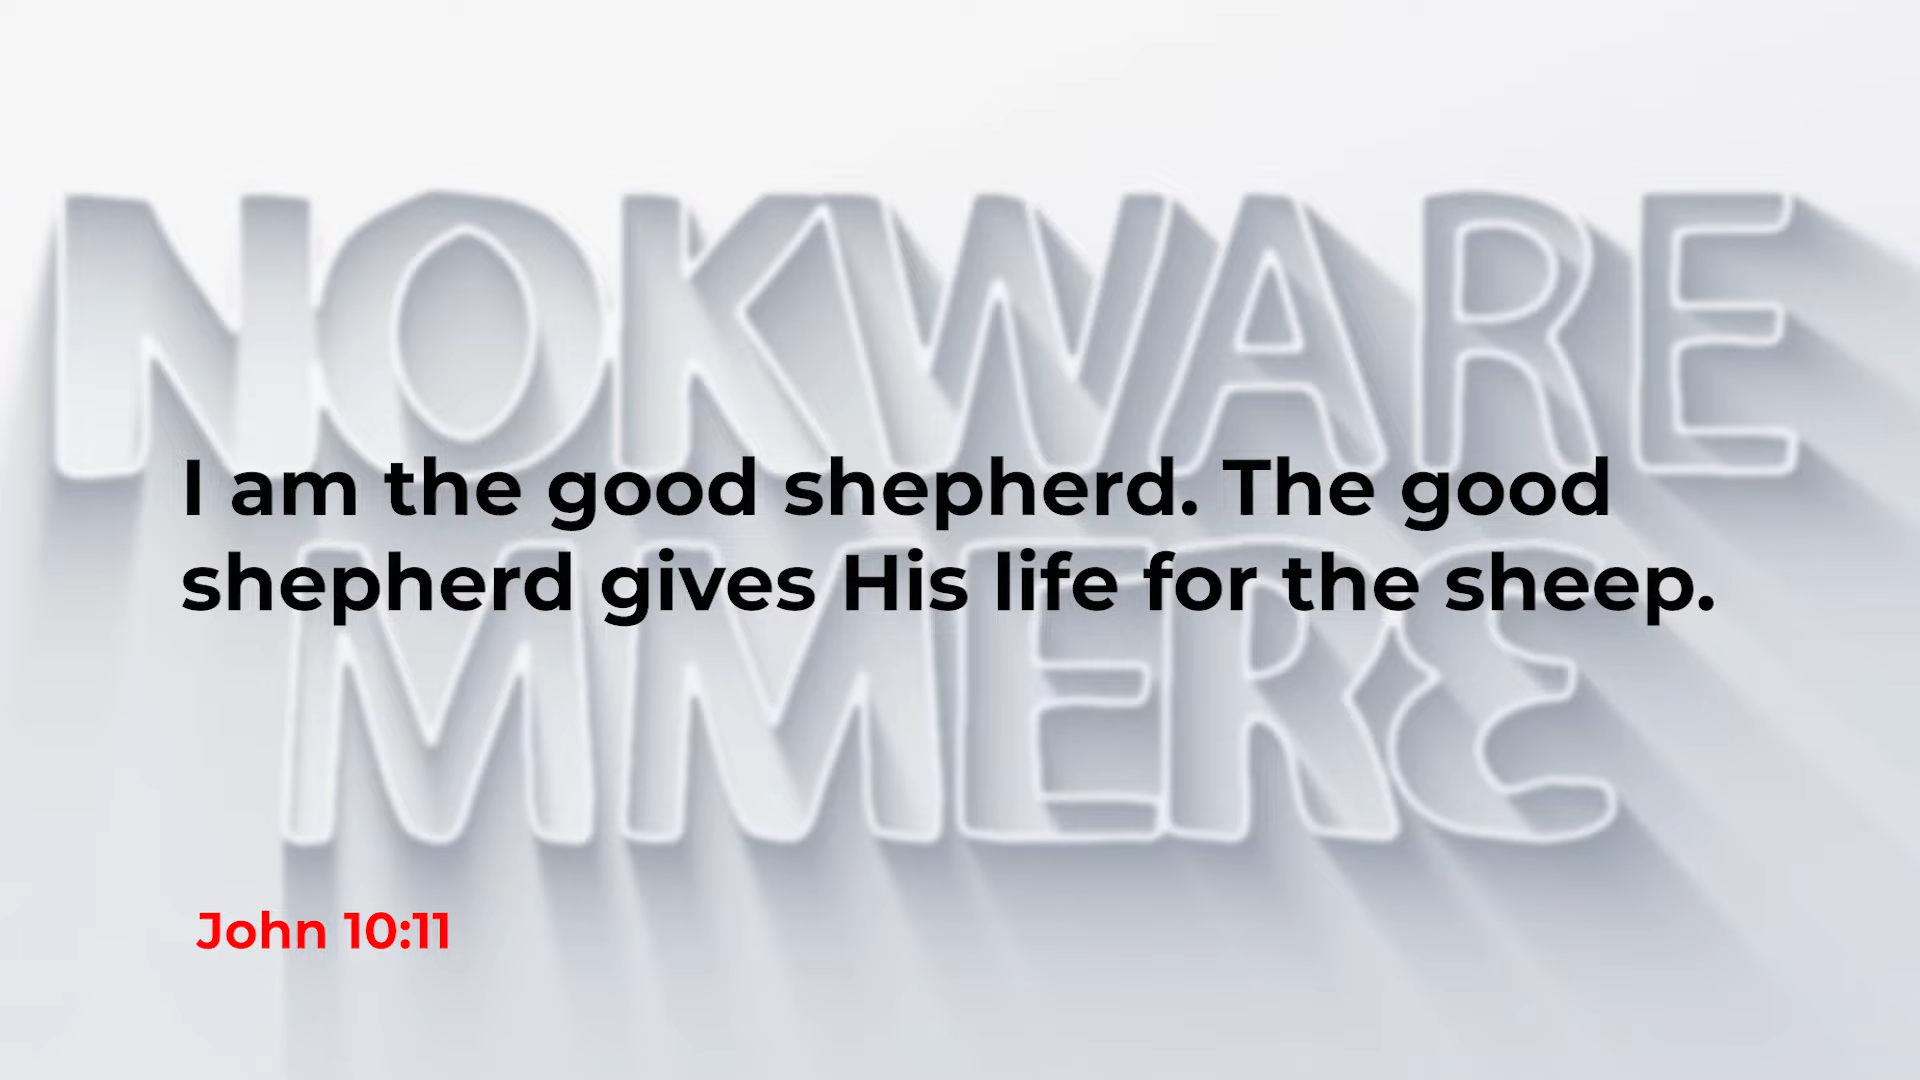 NOKWARE
I am the good shepherd. The good
shepherd gives His life for the sheep.
MMERƐ
John 10:11